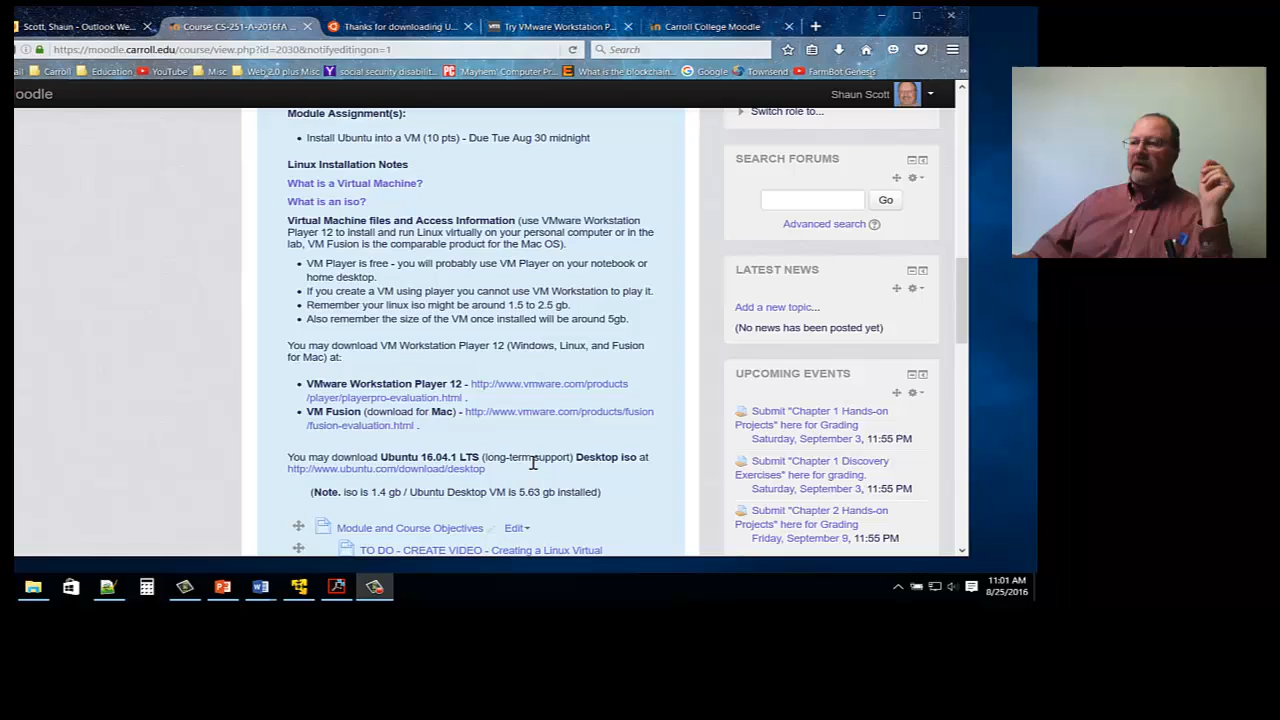 Scott, Shaun - Outlook We...
Course: CS-251-A-2016FA
Thanks for downloading U...
Try VMware Workstation P...
Carroll College Moodle
https://moodle.carroll.edu/course/view.php?id=2030&notifyeditingon=1
Search
Carroll
Education
YouTube
Misc
Web 2.0 plus Misc
social security disabilit...
Mayhem' Computer Pr...
What is the blockchain...
Google
Townsend
FarmBot Genesis
oodle
Shaun Scott
Module Assignment(s):
Install Ubuntu into a VM (10 pts) - Due Tue Aug 30 midnight
Linux Installation Notes
What is a Virtual Machine?
What is an iso?
Virtual Machine files and Access Information (use VMware Workstation
Player 12 to install and run Linux virtually on your personal computer or in the
lab, VM Fusion is the comparable product for the Mac OS).
VM Player is free - you will probably use VM Player on your notebook or
home desktop.
If you create a VM using player you cannot use VM Workstation to play it.
Remember your linux iso might be around 1.5 to 2.5 gb.
Also remember the size of the VM once installed will be around 5gb.
You may download VM Workstation Player 12 (Windows, Linux, and Fusion
for Mac) at:
VMware Workstation Player 12 - http://www.vmware.com/products
/player/playerpro-evaluation.html .
VM Fusion (download for Mac) - http://www.vmware.com/products/fusion
/fusion-evaluation.html .
You may download Ubuntu 16.04.1 LTS (long-term support) Desktop iso at
http://www.ubuntu.com/download/desktop
(Note. iso is 1.4 gb / Ubuntu Desktop VM is 5.63 gb installed)
Module and Course Objectives
Edit
TO DO - CREATE VIDEO - Creating a Linux Virtual
Switch role to...
SEARCH FORUMS
Go
Advanced search
LATEST NEWS
Add a new topic...
(No news has been posted yet)
UPCOMING EVENTS
Submit "Chapter 1 Hands-on
Projects" here for Grading
Saturday, September 3, 11:55 PM
Submit "Chapter 1 Discovery
Exercises" here for grading.
Saturday, September 3, 11:55 PM
Submit "Chapter 2 Hands-on
Projects" here for Grading
Friday, September 9, 11:55 PM
11:01 AM
8/25/2016